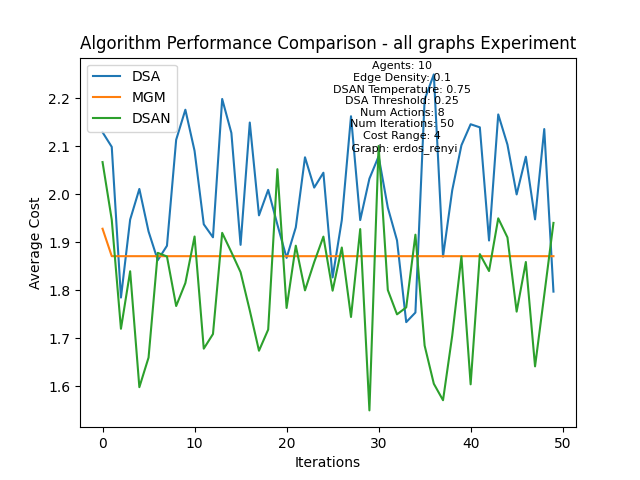 Algorithm Performance Comparison - all graphs Experiment
DSA
MGM
DSAN
Agents: 10
Edge Density: 0.1
DSAN Temperature: 0.75
DSA Threshold: 0.25
Num Actions: 8
Num Iterations: 50
Cost Range: 4
Graph: erdos_renyi
Average Cost
2.2
2.1
2.0
1.9
1.8
1.7
1.6
0 10 20 30 40 50
Iterations